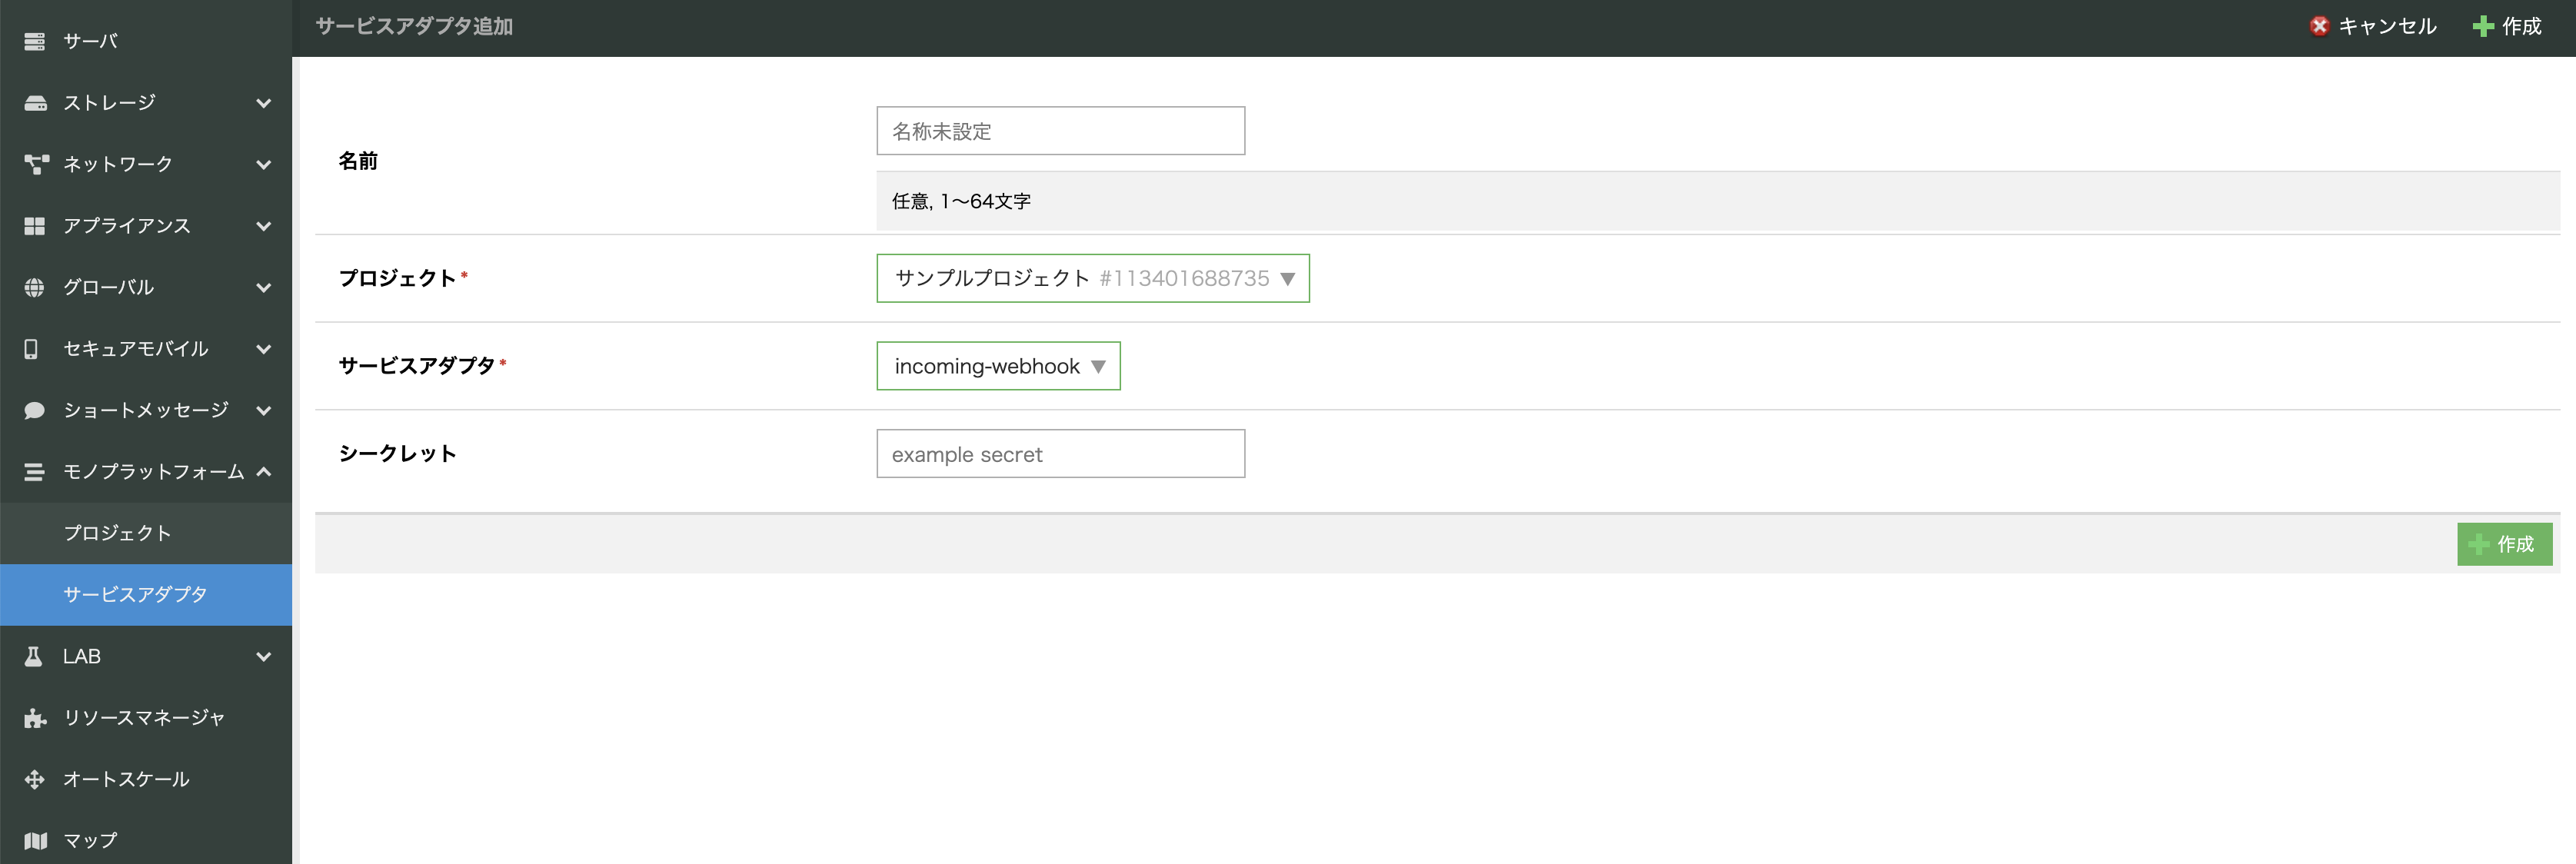 サーバ
ストレージ
ネットワーク
アプライアンス
グローバル
セキュアモバイル
ショートメッセージ
モノプラットフォーム
プロジェクト
サービスアダプタ
LAB
リソースマネージャ
オートスケール
マップ
サービスアダプタ追加
キャンセル
作成
名前
名称未設定
任意, 1〜64文字
プロジェクト*
サンプルプロジェクト #113401688735 ▼
サービスアダプタ*
incoming-webhook ▼
シークレット
example secret
作成